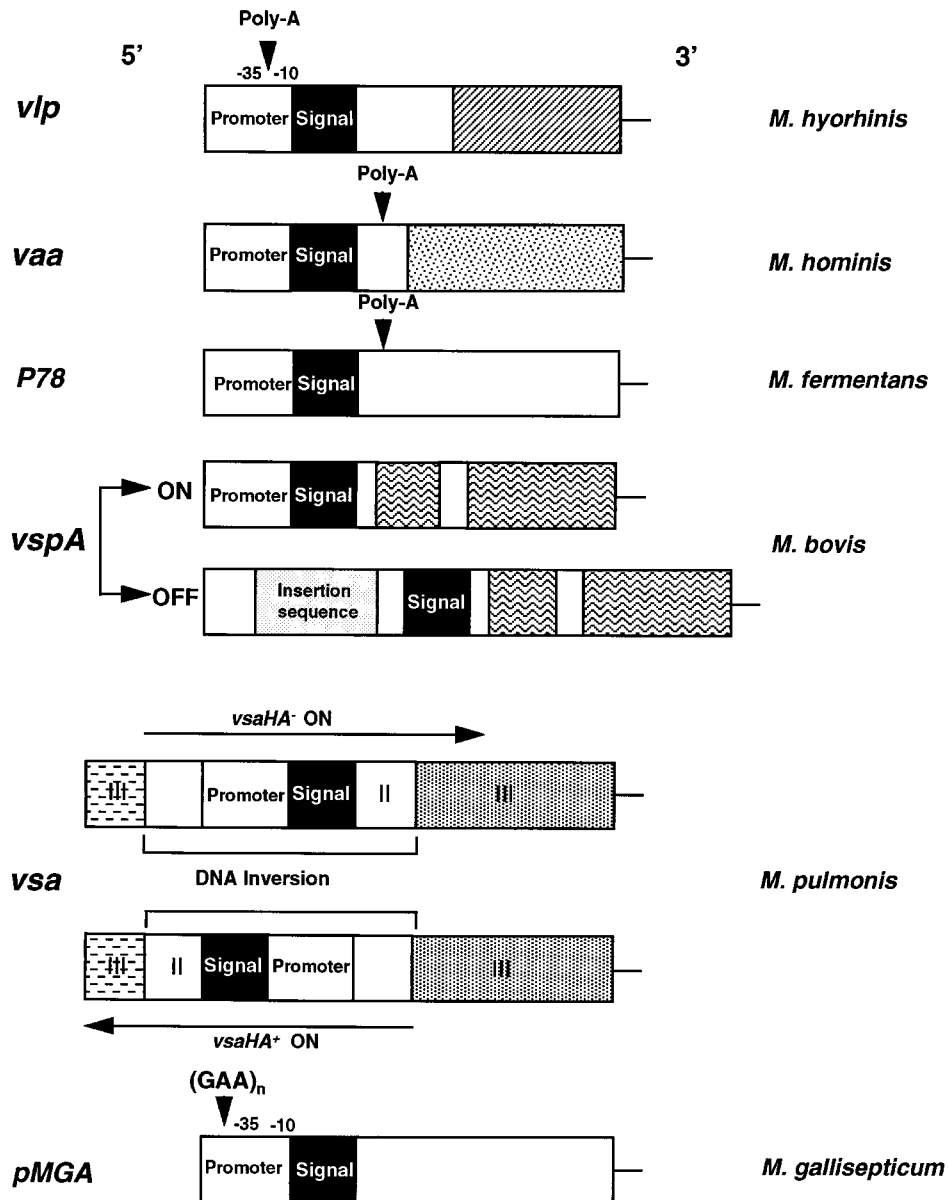 Poly-A
5’ 3’
-35 -10
vlp Promoter Signal M. hyorhinis
Poly-A
vaa Promoter Signal M. hominis
Poly-A
P78 Promoter Signal M. fermentans
ON Promoter Signal
vspA M. bovis
OFF Insertion sequence Signal
vsaHA- ON
III Promoter Signal II III
DNA Inversion
vsa M. pulmonis
III II Signal Promoter III
vsaHA+ ON
(GAA)n
-35 -10
pMGA Promoter Signal M. gallisepticum